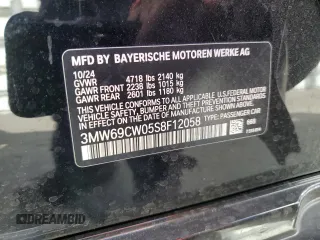 MFD BY BAYERISCHE MOTOREN WERKE AG
10/24
GVWR 4718 lbs 2140 kg
GAWR FRONT 2238 lbs 1015 kg
GAWR REAR 2601 lbs 1180 kg
THIS VEHICLE CONFORMS TO ALL APPLICABLE
FEDERAL MOTOR VEHICLE SAFETY, BUMPER,
AND THEFT PREVENTION STANDARDS
IN EFFECT ON THE DATE OF MANUFACTURE SHOWN ABOVE.
3MW69CW05S8F12058 TYPE: PASSENGER CAR
DREAMBID